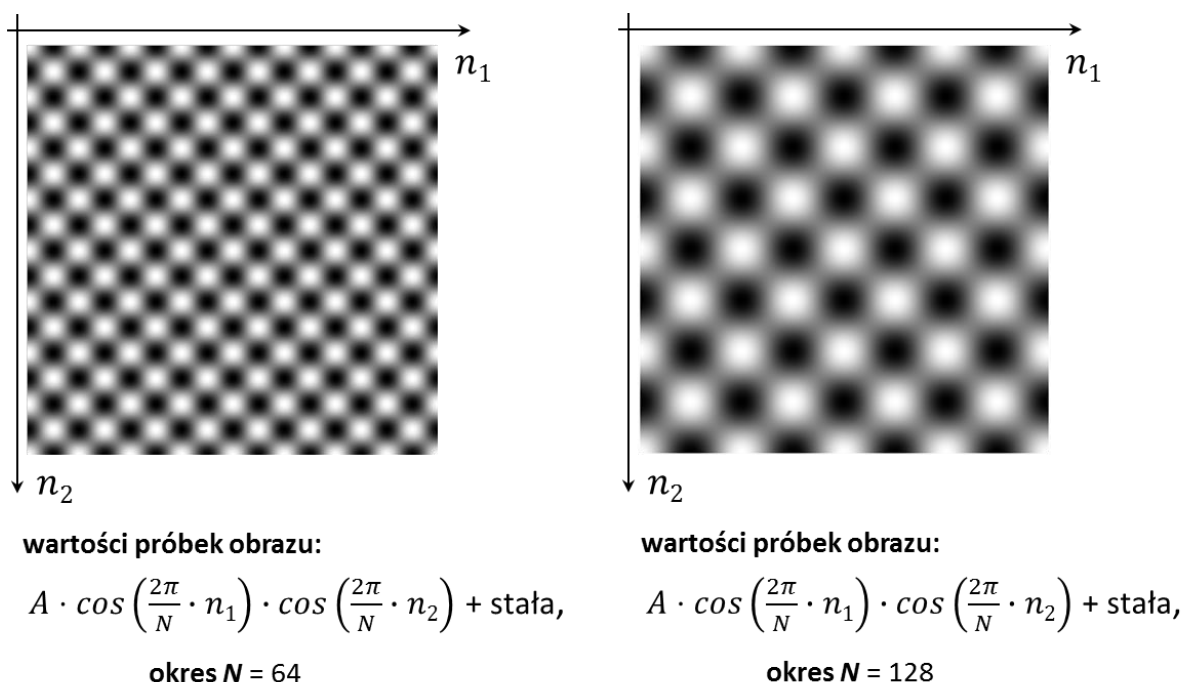 n₁
n₂
wartości próbek obrazu:
A · cos(2π/N · n₁) · cos(2π/N · n₂) + stała,
okres N = 64
n₁
n₂
wartości próbek obrazu:
A · cos(2π/N · n₁) · cos(2π/N · n₂) + stała,
okres N = 128